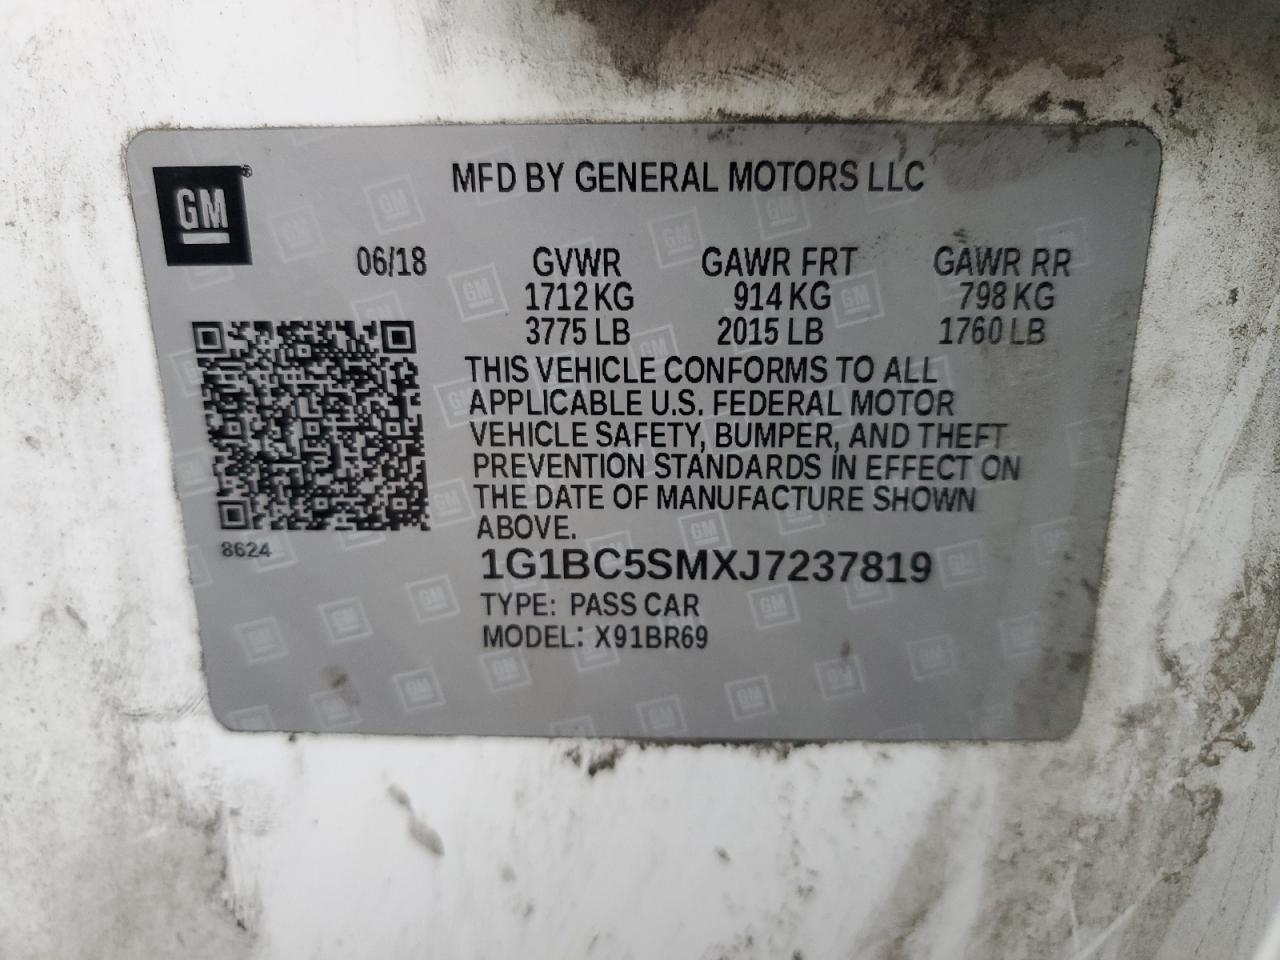 MFD BY GENERAL MOTORS LLC
GM®
06/18 GVWR GAWR FRT GAWR RR
1712 KG 914 KG 798 KG
3775 LB 2015 LB 1760 LB
THIS VEHICLE CONFORMS TO ALL
APPLICABLE U.S. FEDERAL MOTOR
VEHICLE SAFETY, BUMPER, AND THEFT
PREVENTION STANDARDS IN EFFECT ON
THE DATE OF MANUFACTURE SHOWN
ABOVE.
8624
1G1BC5SMXJ7237819
TYPE: PASS CAR
MODEL: X91BR69